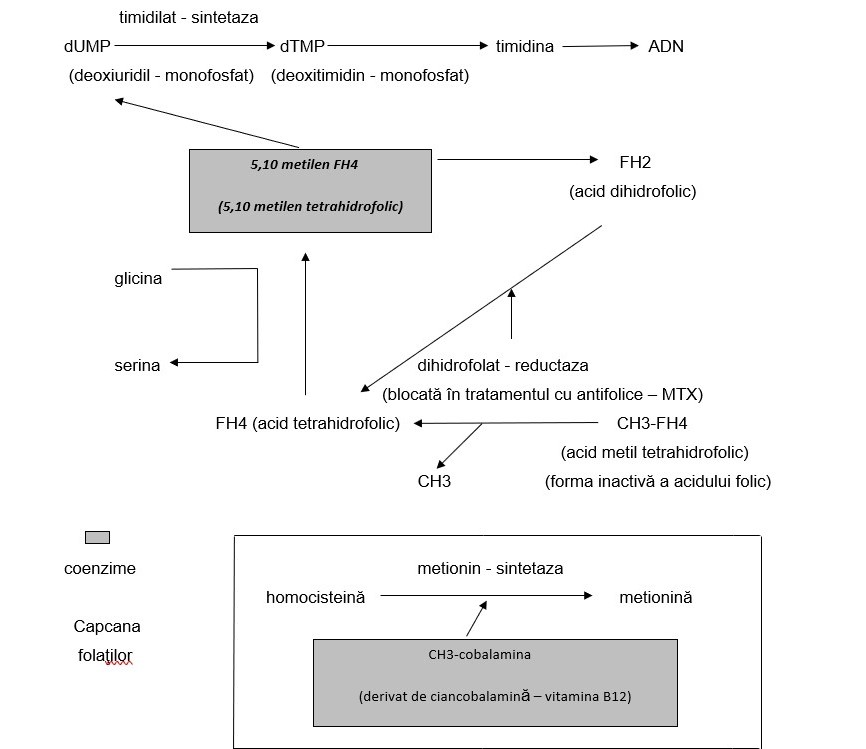 timidilat - sintetaza
dUMP dTMP timidina ADN
(deoxiuridil - monofosfat) (deoxitimidin - monofosfat)
5,10 metilen FH4
(5,10 metilen tetrahidrofolic)
FH2
(acid dihidrofolic)
glicina
serina
dihidrofolat - reductaza
(blocată în tratamentul cu antifolice – MTX)
FH4 (acid tetrahidrofolic)
CH3-FH4
(acid metil tetrahidrofolic)
CH3
(forma inactivă a acidului folic)
coenzime
metionin - sintetaza
homocisteină
metionină
Capcana
folaților
CH3-cobalamina
(derivat de ciancobalamină – vitamina B12)